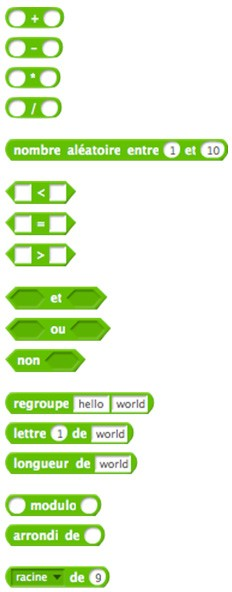 +
-
*
/
nombre aléatoire entre 1 et 10
<
=
>
et
ou
non
regroupe hello world
lettre 1 de world
longueur de world
modulo
arrondi de
racine de 9